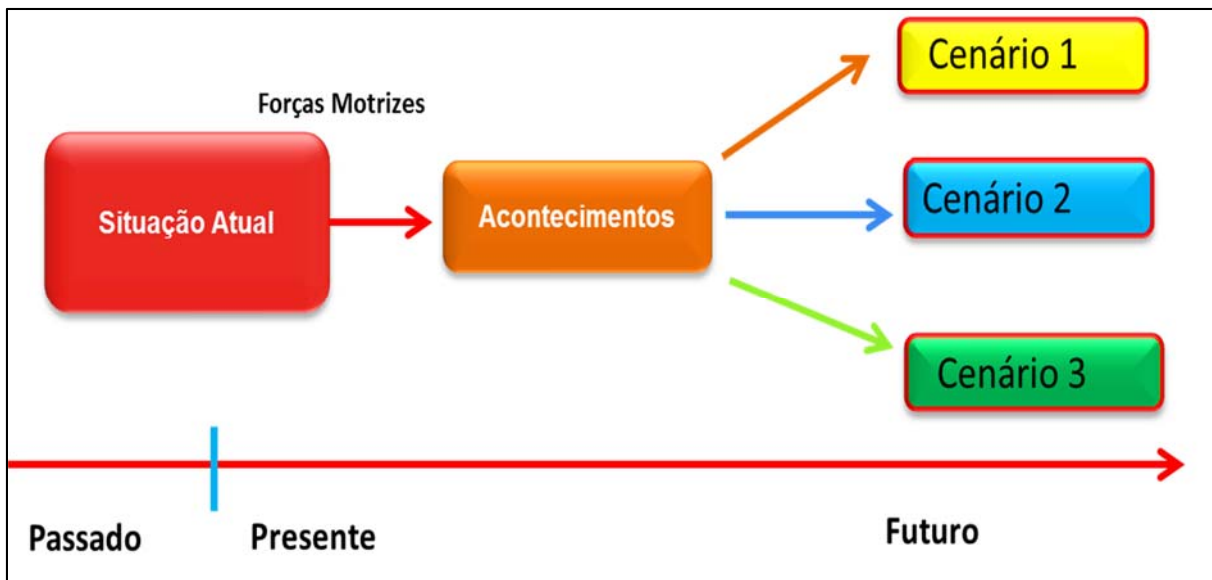 Cenário 1
Forças Motrizes
Situação Atual
Acontecimentos
Cenário 2
Cenário 3
Passado
Presente
Futuro